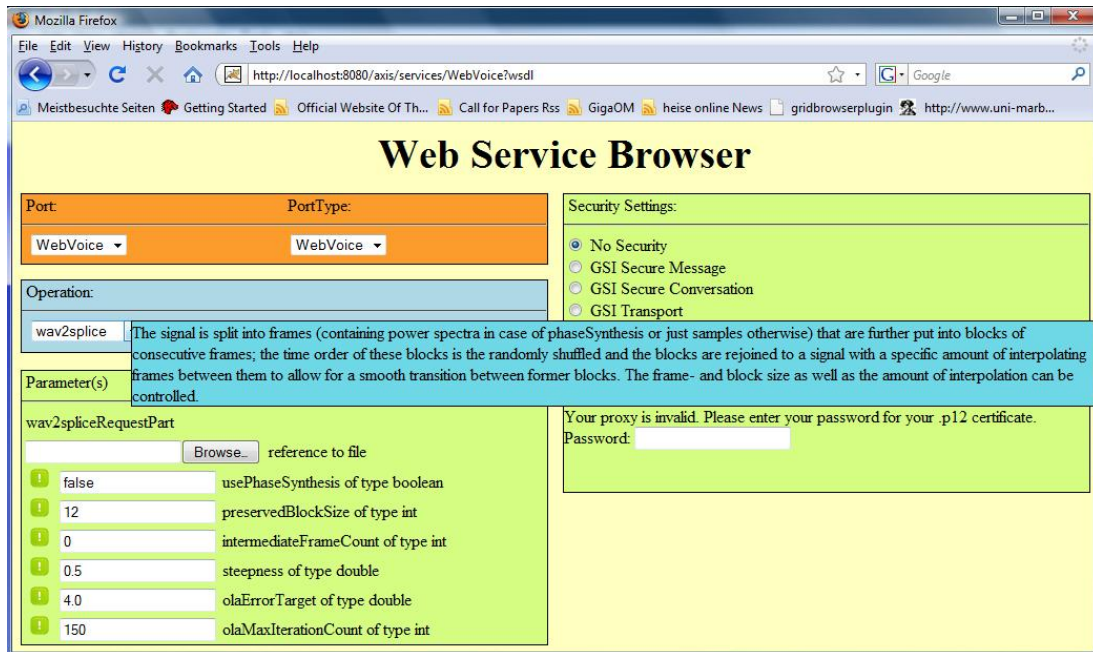 Mozilla Firefox
File Edit View History Bookmarks Tools Help
http://localhost:8080/axis/services/WebVoice?wsdl
G Google
Meistbesuchte Seiten Getting Started Official Website Of Th... Call for Papers Rss GigaOM heise online News gridbrowserplugin http://www.uni-marb...
Web Service Browser
Port: PortType:
WebVoice WebVoice
Operation:
wav2splice
Security Settings:
No Security
GSI Secure Message
GSI Secure Conversation
GSI Transport
The signal is split into frames (containing power spectra in case of phaseSynthesis or just samples otherwise) that are further put into blocks of
consecutive frames; the time order of these blocks is the randomly shuffled and the blocks are rejoined to a signal with a specific amount of interpolating
frames between them to allow for a smooth transition between former blocks. The frame- and block size as well as the amount of interpolation can be
controlled.
Parameter(s)
wav2spliceRequestPart
Browse... reference to file
false usePhaseSynthesis of type boolean
12 preservedBlockSize of type int
0 intermediateFrameCount of type int
0.5 steepness of type double
4.0 olaErrorTarget of type double
150 olaMaxIterationCount of type int
Your proxy is invalid. Please enter your password for your .p12 certificate.
Password: